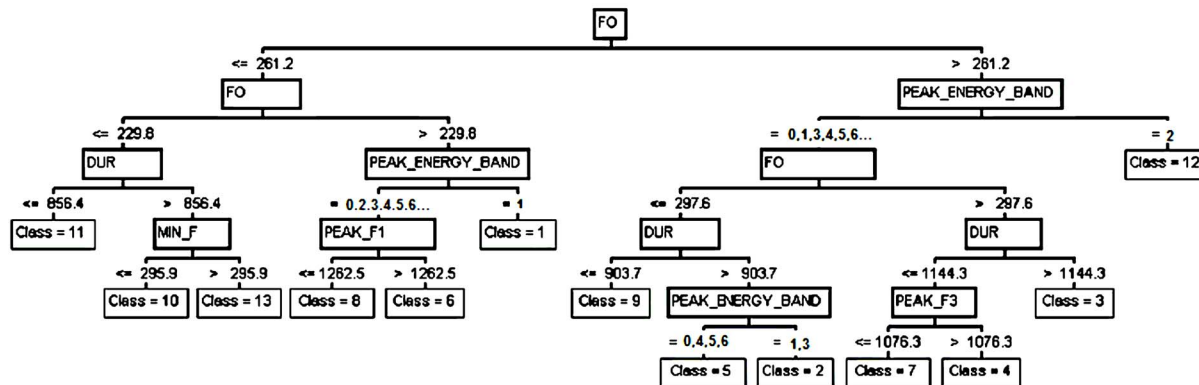 FO
<= 261.2 > 261.2
FO PEAK_ENERGY_BAND
<= 229.8 > 229.8 = 0,1,3,4,5,6... = 2
DUR PEAK_ENERGY_BAND FO Class = 12
<= 856.4 > 856.4 = 0.2.3.4.5.6... = 1 <= 297.6 > 297.6
Class = 11 MIN_F PEAK_F1 Class = 1 DUR DUR
<= 295.9 > 295.9 <= 1262.5 > 1262.5 <= 903.7 > 903.7 <= 1144.3 > 1144.3
Class = 10 Class = 13 Class = 8 Class = 6 Class = 9 PEAK_ENERGY_BAND PEAK_F3 Class = 3
= 0,4,5,6 = 1,3 <= 1076.3 > 1076.3
Class = 5 Class = 2 Class = 7 Class = 4